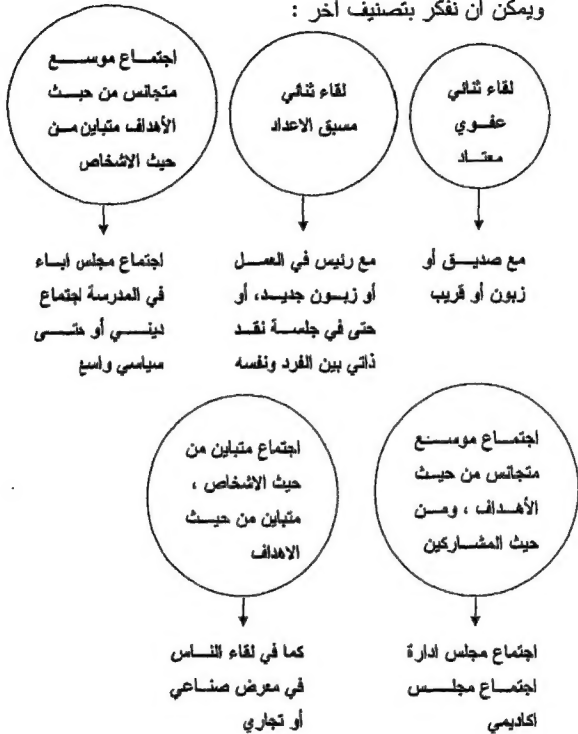 ويمكن أن نفكر بتصنيف آخر :
لقاء ثنائي
عفوي
معتاد
مع صديق أو
زبون أو قريب
لقاء ثنائي
مسبق الاعداد
مع رئيس في العمل
أو زبون جديد، أو
حتى في جلسة نقد
ذاتي بين الفرد ونفسه
اجتماع موسع
متجانس من حيث
الأهداف متباين من
حيث الاشخاص
اجتماع مجلس اباء
في المدرسة اجتماع
ديني أو حتى
سياسي واسع
اجتماع موسع
متجانس من حيث
الأهداف ، ومن
حيث المشاركين
اجتماع مجلس ادارة
اجتماع مجلس
اكاديمي
اجتماع متباين من
حيث الاشخاص ،
متباين من حيث
الاهداف
كما في لقاء الناس
في معرض صناعي
أو تجاري